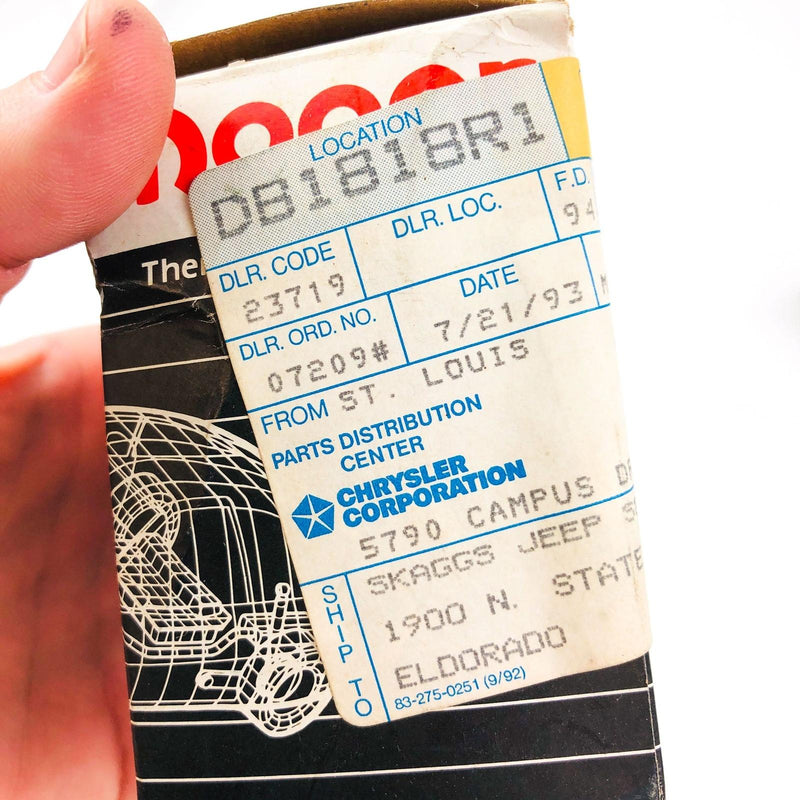 LOCATION
DB1818R1
DLR. CODE DLR. LOC. F.D.
23719 94
DLR. ORD. NO. DATE
07209# 7/21/93
FROM ST. LOUIS
PARTS DISTRIBUTION
CENTER
CHRYSLER
CORPORATION
5790 CAMPUS
SHIP TO
SKAGGS JEEP
1900 N. STATE
ELDORADO
83-275-0251 (9/92)